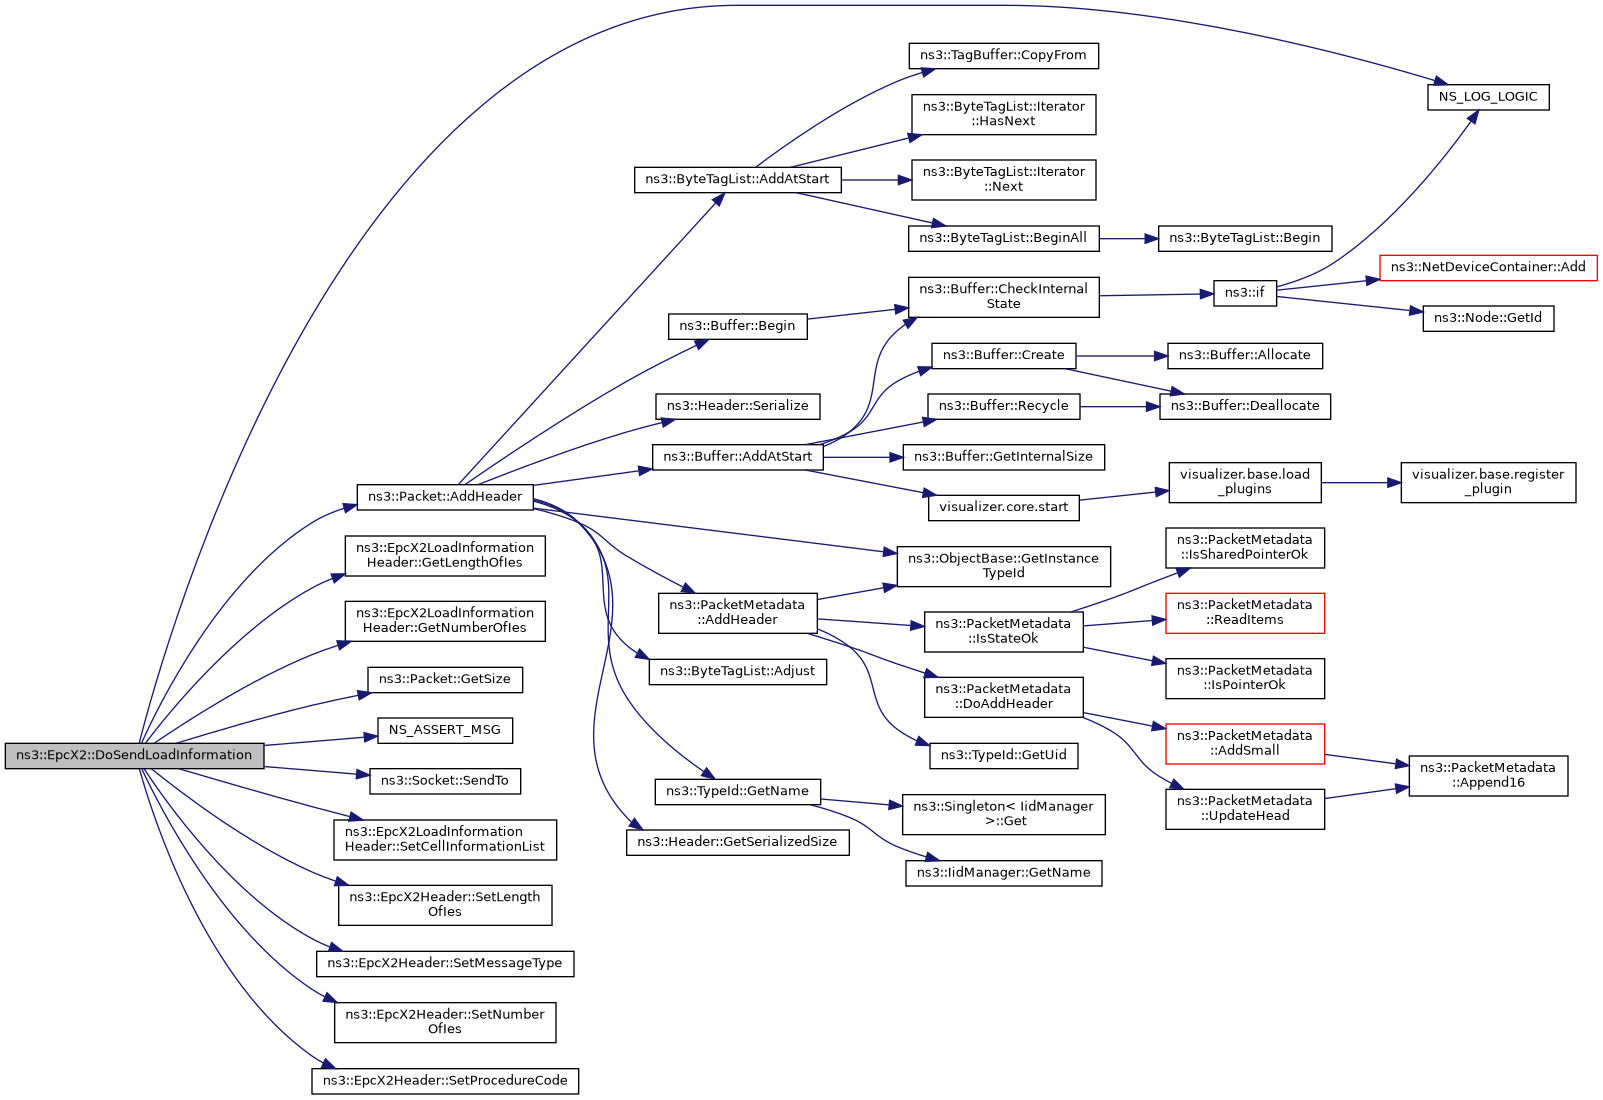 ns3::TagBuffer::CopyFrom
NS_LOG_LOGIC
ns3::ByteTagList::Iterator
::HasNext
ns3::ByteTagList::AddAtStart
ns3::ByteTagList::Iterator
::Next
ns3::ByteTagList::BeginAll
ns3::ByteTagList::Begin
ns3::NetDeviceContainer::Add
ns3::Buffer::CheckInternal
State
ns3::if
ns3::Node::GetId
ns3::Buffer::Begin
ns3::Buffer::Create
ns3::Buffer::Allocate
ns3::Header::Serialize
ns3::Buffer::Recycle
ns3::Buffer::Deallocate
ns3::Buffer::AddAtStart
ns3::Buffer::GetInternalSize
visualizer.base.load
_plugins
visualizer.base.register
_plugin
ns3::Packet::AddHeader
visualizer.core.start
ns3::EpcX2LoadInformation
Header::GetLengthOfIes
ns3::ObjectBase::GetInstance
TypeId
ns3::PacketMetadata
::IsSharedPointerOk
ns3::EpcX2LoadInformation
Header::GetNumberOfIes
ns3::PacketMetadata
::AddHeader
ns3::PacketMetadata
::IsStateOk
ns3::PacketMetadata
::ReadItems
ns3::Packet::GetSize
ns3::ByteTagList::Adjust
ns3::PacketMetadata
::DoAddHeader
ns3::PacketMetadata
::IsPointerOk
NS_ASSERT_MSG
ns3::EpcX2::DoSendLoadInformation
ns3::TypeId::GetUid
ns3::PacketMetadata
::AddSmall
ns3::PacketMetadata
::Append16
ns3::Socket::SendTo
ns3::TypeId::GetName
ns3::Singleton< IidManager
>::Get
ns3::PacketMetadata
::UpdateHead
ns3::EpcX2LoadInformation
Header::SetCellInformationList
ns3::Header::GetSerializedSize
ns3::IidManager::GetName
ns3::EpcX2Header::SetLength
OfIes
ns3::EpcX2Header::SetMessageType
ns3::EpcX2Header::SetNumber
OfIes
ns3::EpcX2Header::SetProcedureCode